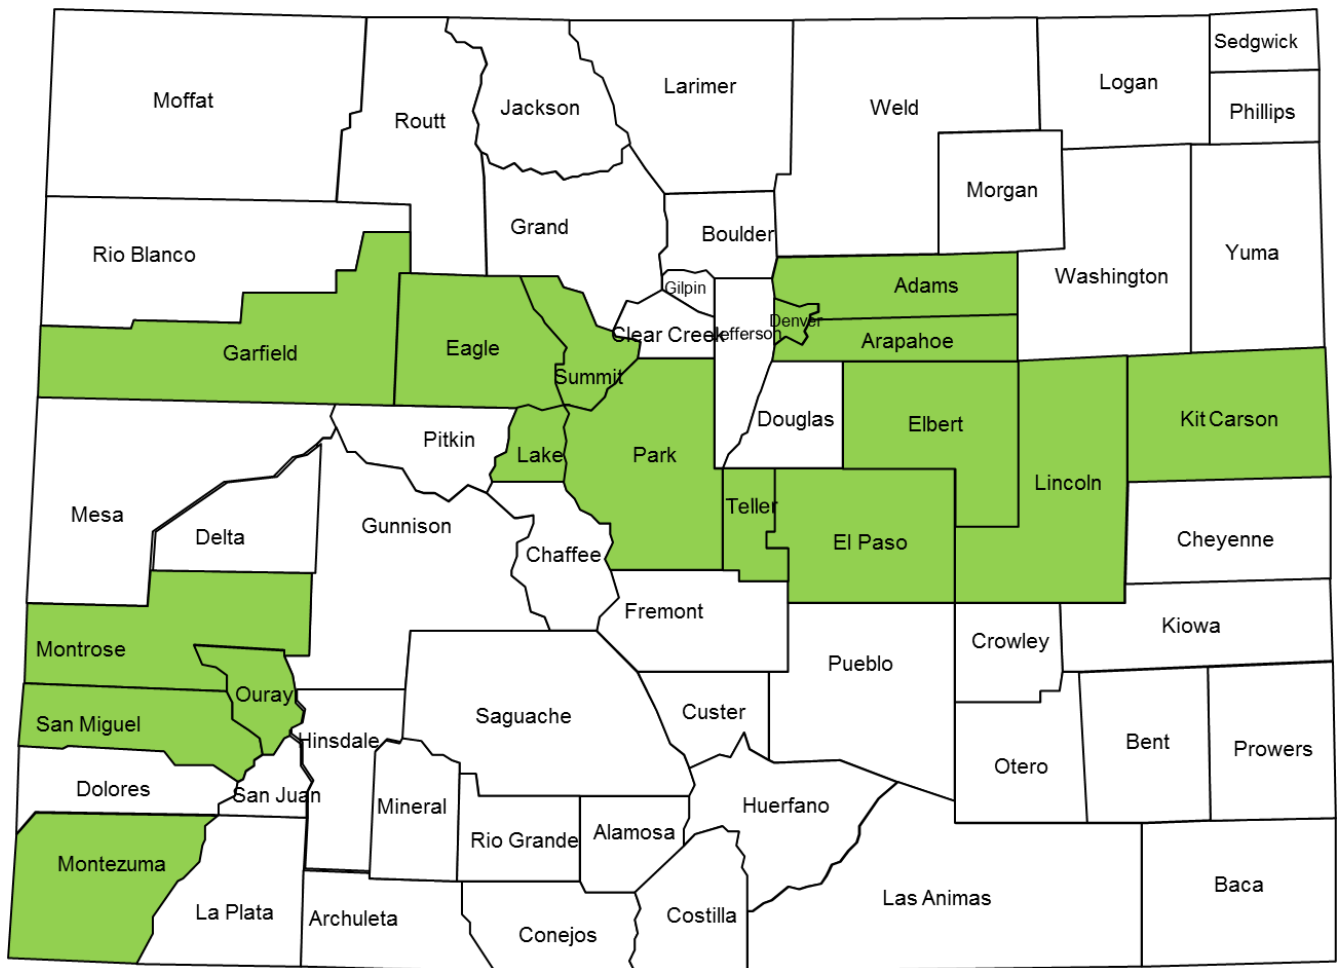 Sedgwick
Moffat
Larimer
Logan
Jackson
Weld
Phillips
Routt
Morgan
Grand
Boulder
Rio Blanco
Yuma
Washington
Gilpin
Adams
Denver
Clear Creek
Jefferson
Arapahoe
Garfield
Eagle
Summit
Douglas
Elbert
Kit Carson
Pitkin
Lake
Park
Lincoln
Teller
Mesa
Gunnison
Delta
Chaffee
El Paso
Cheyenne
Fremont
Kiowa
Montrose
Crowley
Pueblo
Ouray
San Miguel
Saguache
Custer
Hinsdale
Bent
Prowers
Otero
Dolores
San Juan
Mineral
Huerfano
Rio Grande
Alamosa
Montezuma
Baca
La Plata
Archuleta
Costilla
Las Animas
Conejos